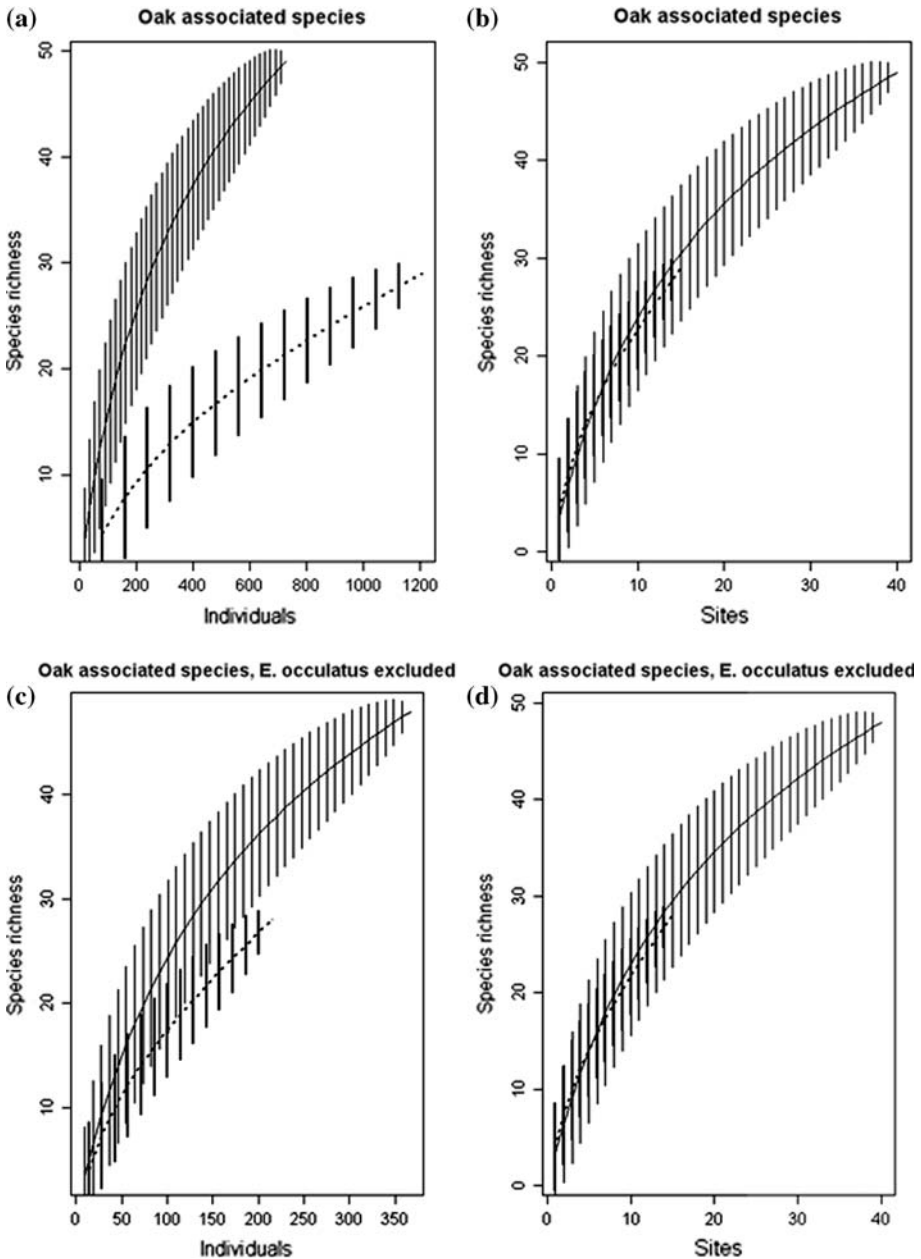 (a) Oak associated species
50
40
30
20
10
Species richness
0 200 400 600 800 1000 1200
Individuals
(b) Oak associated species
50
40
30
20
10
0
Species richness
0 10 20 30 40
Sites
Oak associated species, E. occulatus excluded
(c)
40
30
20
10
Species richness
0 50 100 150 200 250 300 350
Individuals
Oak associated species, E. occulatus excluded
(d)
50
40
30
20
10
0
Species richness
0 10 20 30 40
Sites